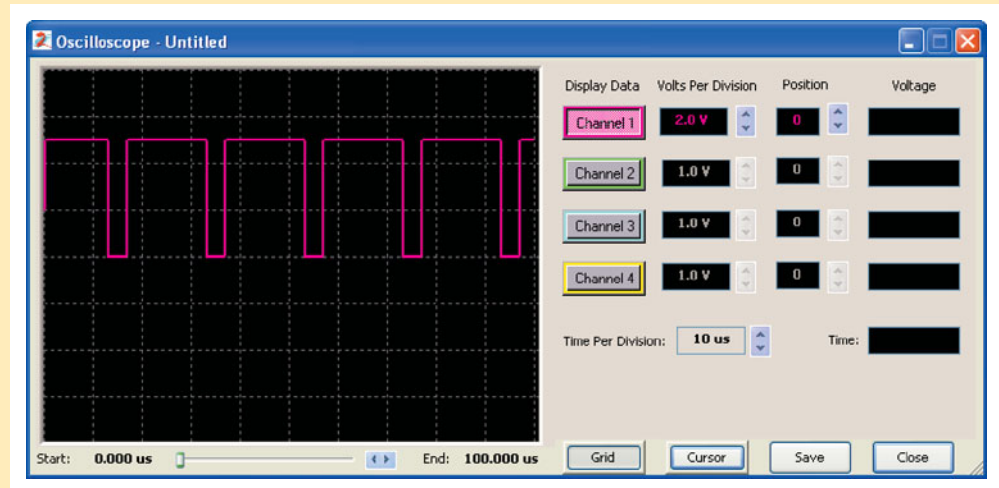 Oscilloscope - Untitled
Display Data Volts Per Division Position Voltage
Channel 1 2.0 V 0
Channel 2 1.0 V 0
Channel 3 1.0 V 0
Channel 4 1.0 V 0
Time Per Division: 10 us Time:
Start: 0.000 us End: 100.000 us Grid Cursor Save Close